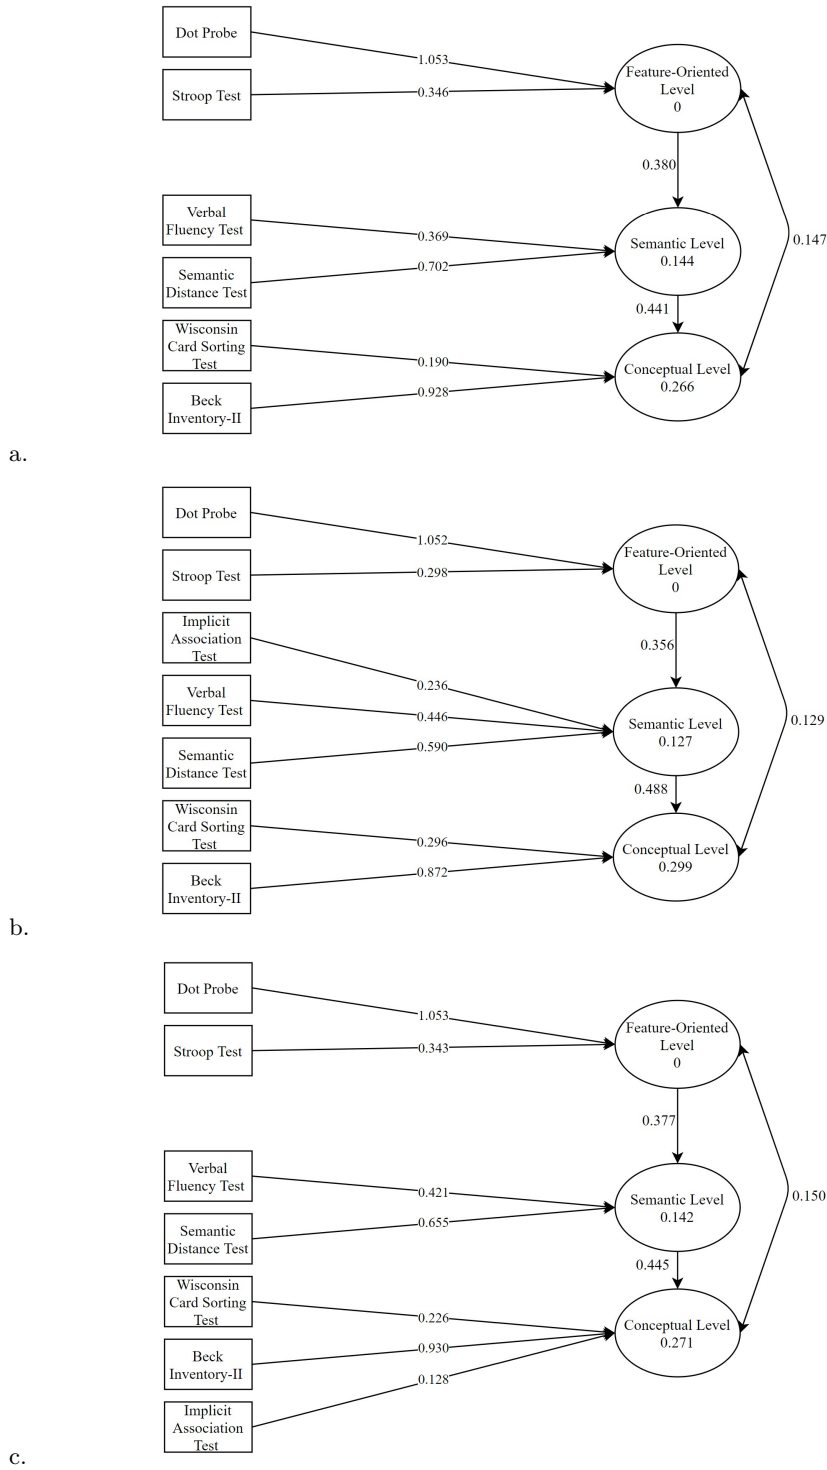 Dot Probe
1.053
Feature-Oriented
Level
0
Stroop Test
0.346
0.380
Verbal
Fluency Test
0.369
Semantic Level
0.144
0.147
Semantic
Distance Test
0.702
0.441
Wisconsin
Card Sorting
Test
0.190
Conceptual Level
0.266
Beck
Inventory-II
0.928
a.
Dot Probe
1.052
Feature-Oriented
Level
0
Stroop Test
0.298
Implicit
Association
Test
0.356
0.236
Verbal
Fluency Test
0.446
Semantic Level
0.127
0.129
Semantic
Distance Test
0.590
0.488
Wisconsin
Card Sorting
Test
0.296
Conceptual Level
0.299
Beck
Inventory-II
0.872
b.
Dot Probe
1.053
Feature-Oriented
Level
0
Stroop Test
0.343
0.377
Verbal
Fluency Test
0.421
Semantic Level
0.142
0.150
Semantic
Distance Test
0.655
0.445
Wisconsin
Card Sorting
Test
0.226
Conceptual Level
0.271
Beck
Inventory-II
0.930
0.128
Implicit
Association
Test
c.